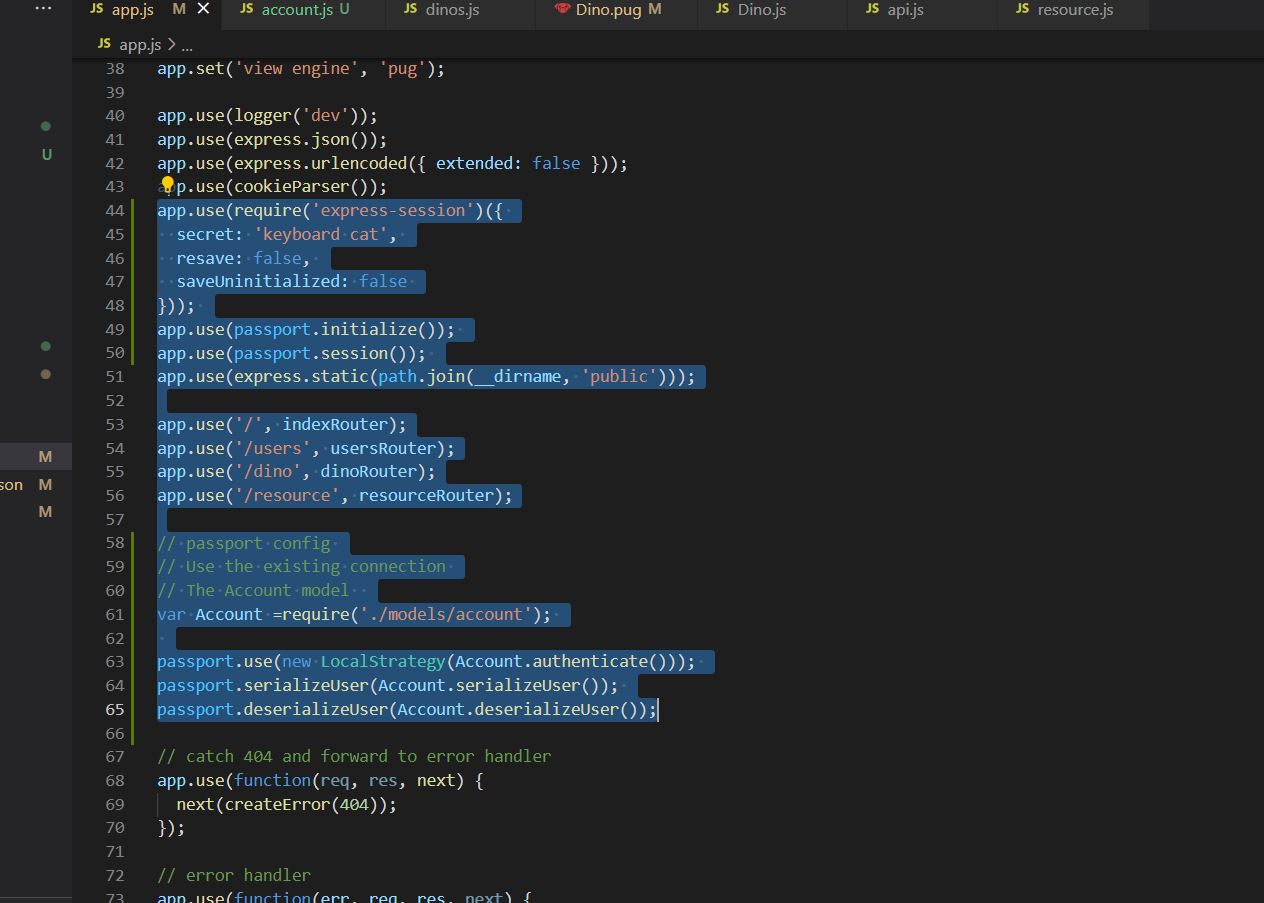 ... JS app.js M × JS account.js U JS dinos.js Dino.pug M JS Dino.js JS api.js JS resource.js
JS app.js > ...
38 app.set('view engine', 'pug');
39
40 app.use(logger('dev'));
41 app.use(express.json());
42 app.use(express.urlencoded({ extended: false }));
43 app.use(cookieParser());
44 app.use(require('express-session')({
45 secret: 'keyboard cat',
46 resave: false,
47 saveUninitialized: false
48 }));
49 app.use(passport.initialize());
50 app.use(passport.session());
51 app.use(express.static(path.join(__dirname, 'public')));
52
53 app.use('/', indexRouter);
54 app.use('/users', usersRouter);
55 app.use('/dino', dinoRouter);
56 app.use('/resource', resourceRouter);
57
58 // passport config
59 // Use the existing connection
60 // The Account model
61 var Account =require('./models/account');
62
63 passport.use(new LocalStrategy(Account.authenticate()));
64 passport.serializeUser(Account.serializeUser());
65 passport.deserializeUser(Account.deserializeUser());
66
67 // catch 404 and forward to error handler
68 app.use(function(req, res, next) {
69 next(createError(404));
70 });
71
72 // error handler
73 app.use(function(err, req, res, next) {
U
M
son M
M